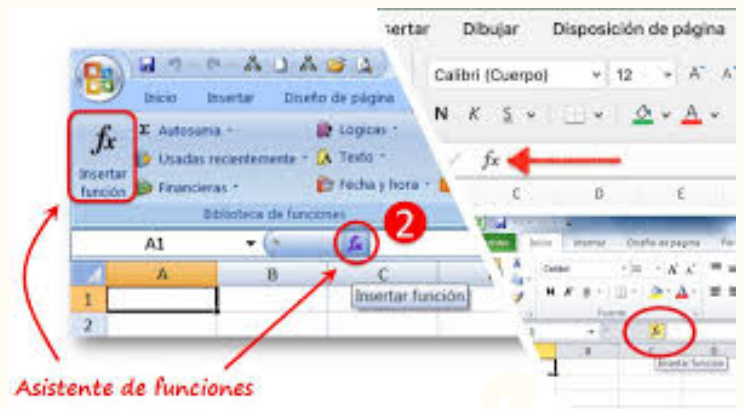 Inicio Insertar Diseño de página
fx Insertar función
Σ Autosuma
Usadas recientemente
Financieras
Lógicas
Texto
Fecha y hora
Biblioteca de funciones
A1
fx
2
A B C
Insertar función
1
2
Asistente de funciones
sertar Dibujar Disposición de página
Calibri (Cuerpo) 12 A A
N K S A
fx
C D E
Inicio Insertar Diseño de página
Calibri
N K S
Fuente
fx
Insertar función